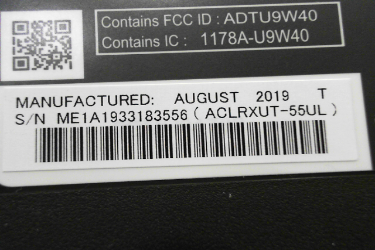 Contains FCC ID : ADTU9W40
Contains IC : 1178A-U9W40
MANUFACTURED: AUGUST 2019 T
S/N ME1A1933183556 ( ACLRXUT-55UL )